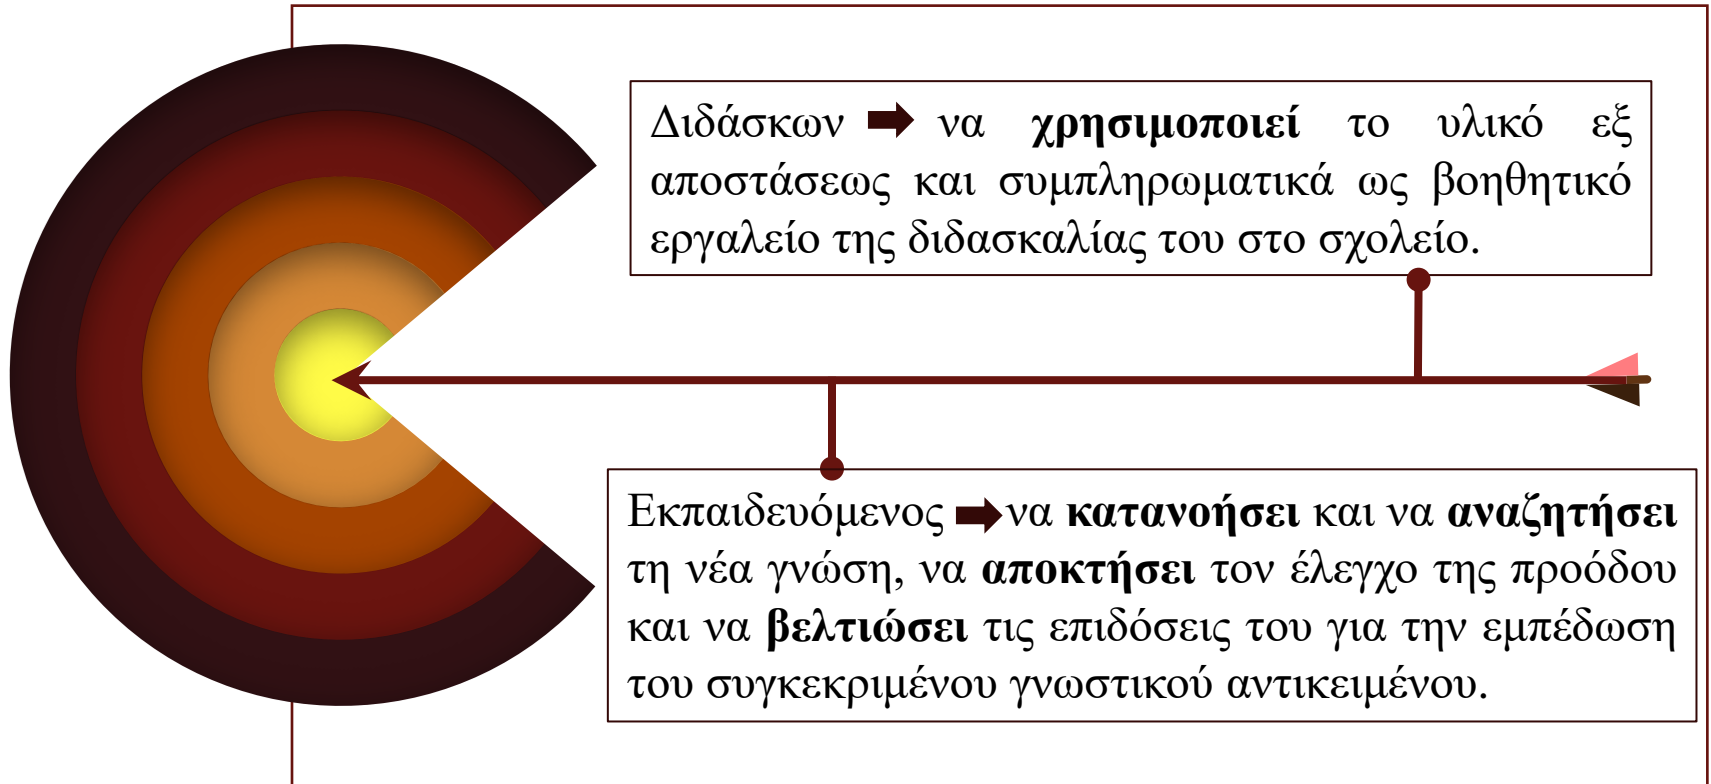 Διδάσκων ➡ να χρησιμοποιεί το υλικό εξ
αποστάσεως και συμπληρωματικά ως βοηθητικό
εργαλείο της διδασκαλίας του στο σχολείο.
Εκπαιδευόμενος ➡ να κατανοήσει και να αναζητήσει
τη νέα γνώση, να αποκτήσει τον έλεγχο της προόδου
και να βελτιώσει τις επιδόσεις του για την εμπέδωση
του συγκεκριμένου γνωστικού αντικειμένου.